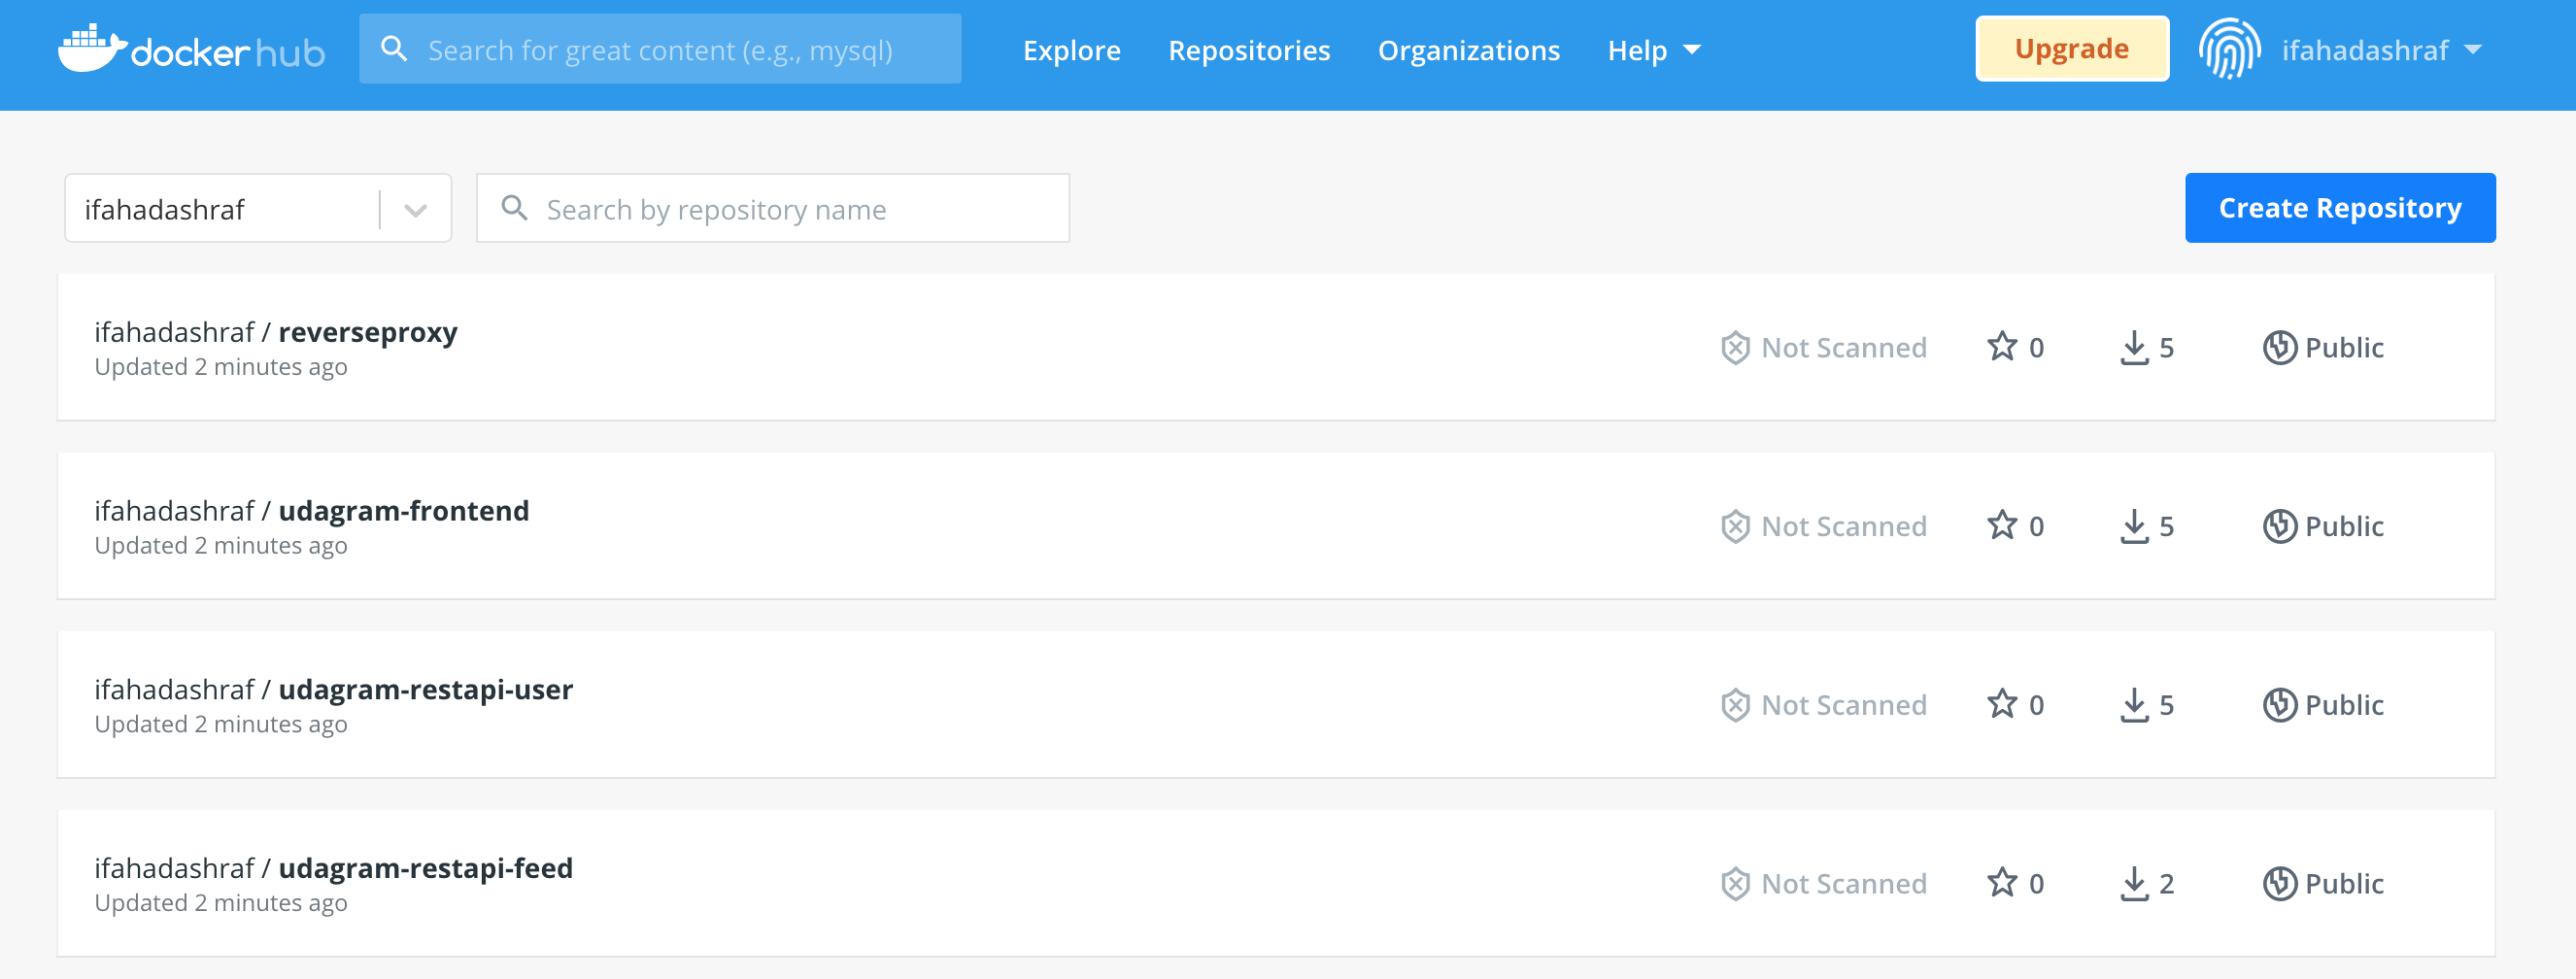 docker hub Search for great content (e.g., mysql) Explore Repositories Organizations Help Upgrade ifahadashraf
ifahadashraf Search by repository name Create Repository
ifahadashraf / reverseproxy
Updated 2 minutes ago
Not Scanned 0 5 Public
ifahadashraf / udagram-frontend
Updated 2 minutes ago
Not Scanned 0 5 Public
ifahadashraf / udagram-restapi-user
Updated 2 minutes ago
Not Scanned 0 5 Public
ifahadashraf / udagram-restapi-feed
Updated 2 minutes ago
Not Scanned 0 2 Public